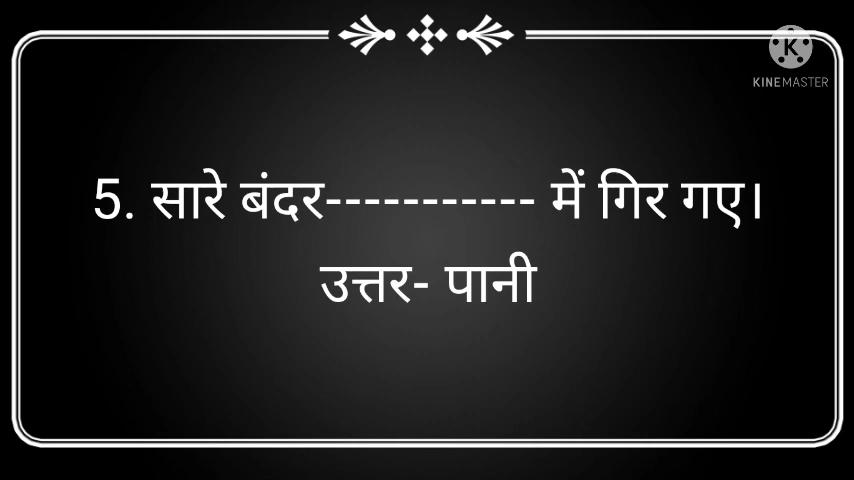 K
KINEMASTER
5. सारे बंदर----------- में गिर गए।
उत्तर- पानी